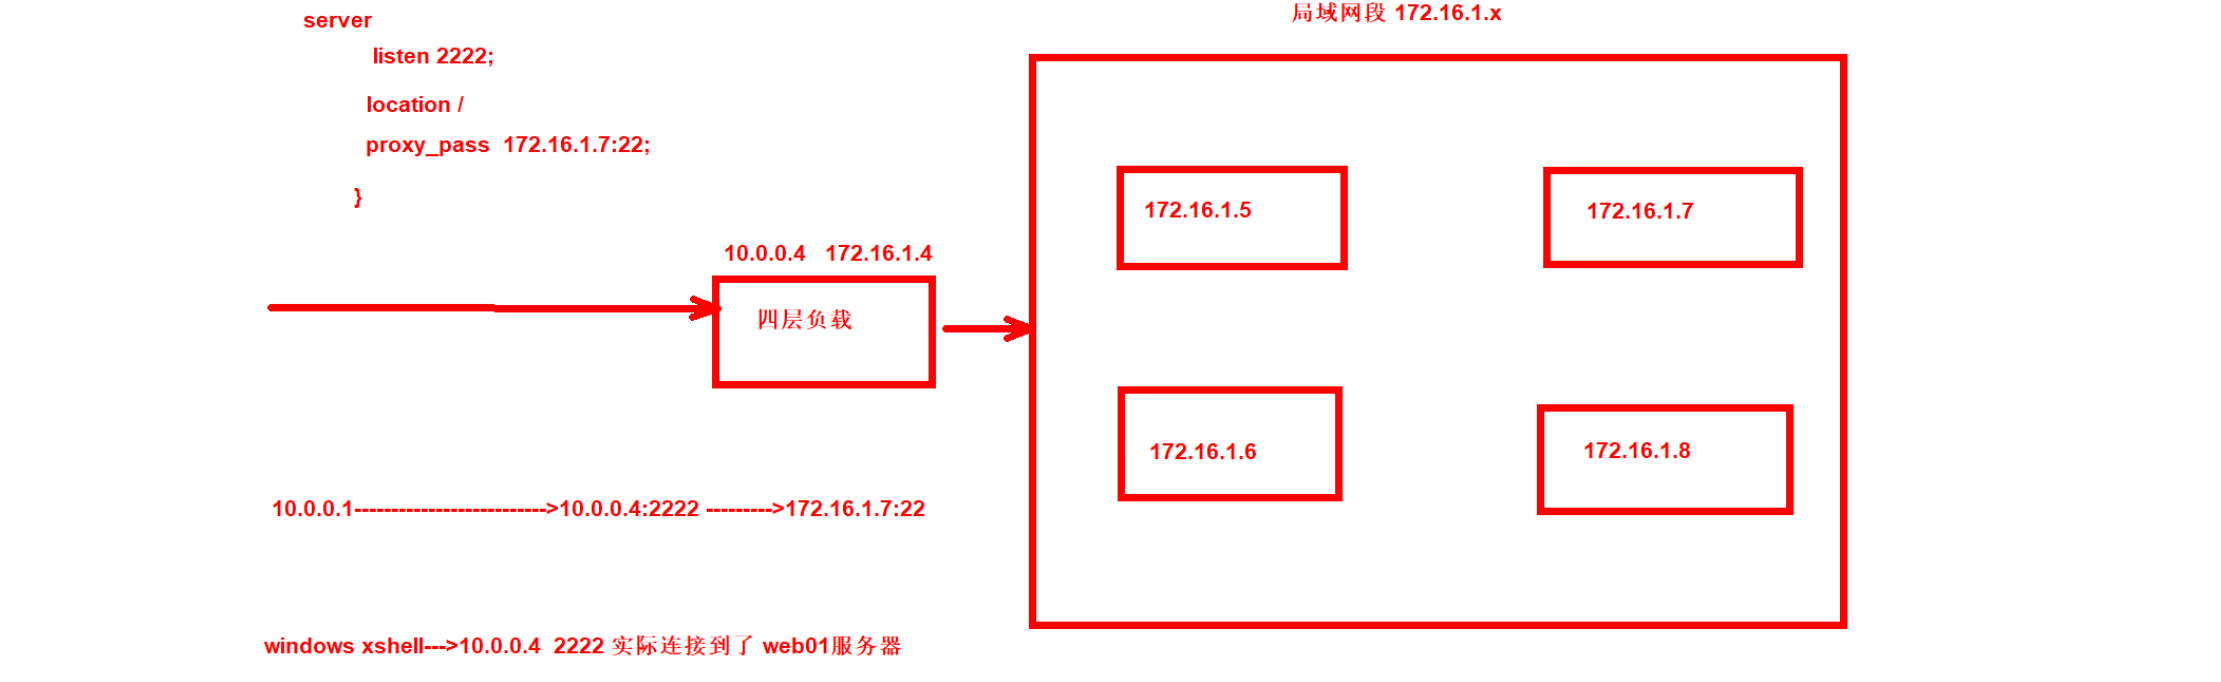 server
listen 2222;
location /
proxy_pass  172.16.1.7:22;
}
局域网段 172.16.1.x
172.16.1.5
172.16.1.7
10.0.0.4   172.16.1.4
四层负载
172.16.1.6
172.16.1.8
10.0.0.1-------------------------->10.0.0.4:2222 --------->172.16.1.7:22
windows xshell--->10.0.0.4  2222 实际连接到了 web01服务器